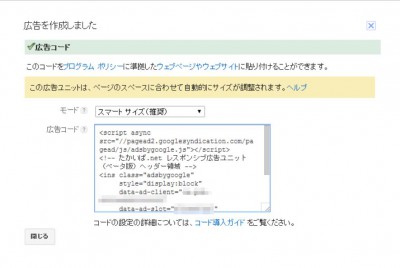 広告を作成しました
広告コード
このコードをプログラム ポリシーに準拠したウェブページやウェブサイトに貼り付けることができます。
この広告ユニットは、ページのスペースに合わせて自動的にサイズが調整されます。ヘルプ
モード ? スマート サイズ (推奨)
広告コード ? <script async
src="//pagead2.googlesyndication.com/pa
gead/js/adsbygoogle.js"></script>
<!-- たかいば.net レスポンシブ広告ユニット
(ベータ版) ヘッダー領域 -->
<ins class="adsbygoogle"
style="display:block"
data-ad-client="
data-ad-slot="
コードの設定の詳細については、コード導入ガイド をご覧ください。
閉じる